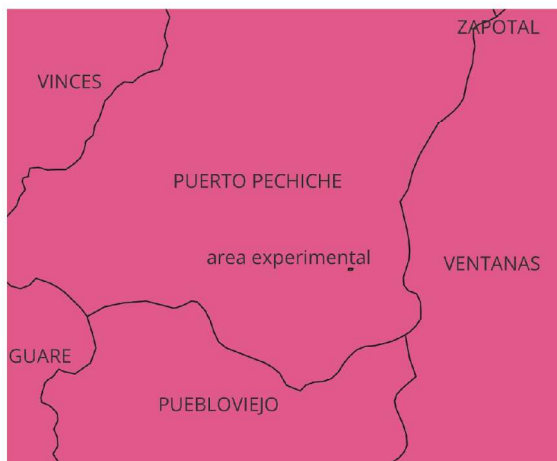 ZAPOTAL
VINCES
PUERTO PECHICHE
area experimental
VENTANAS
GUARE
PUEBLOVIEJO